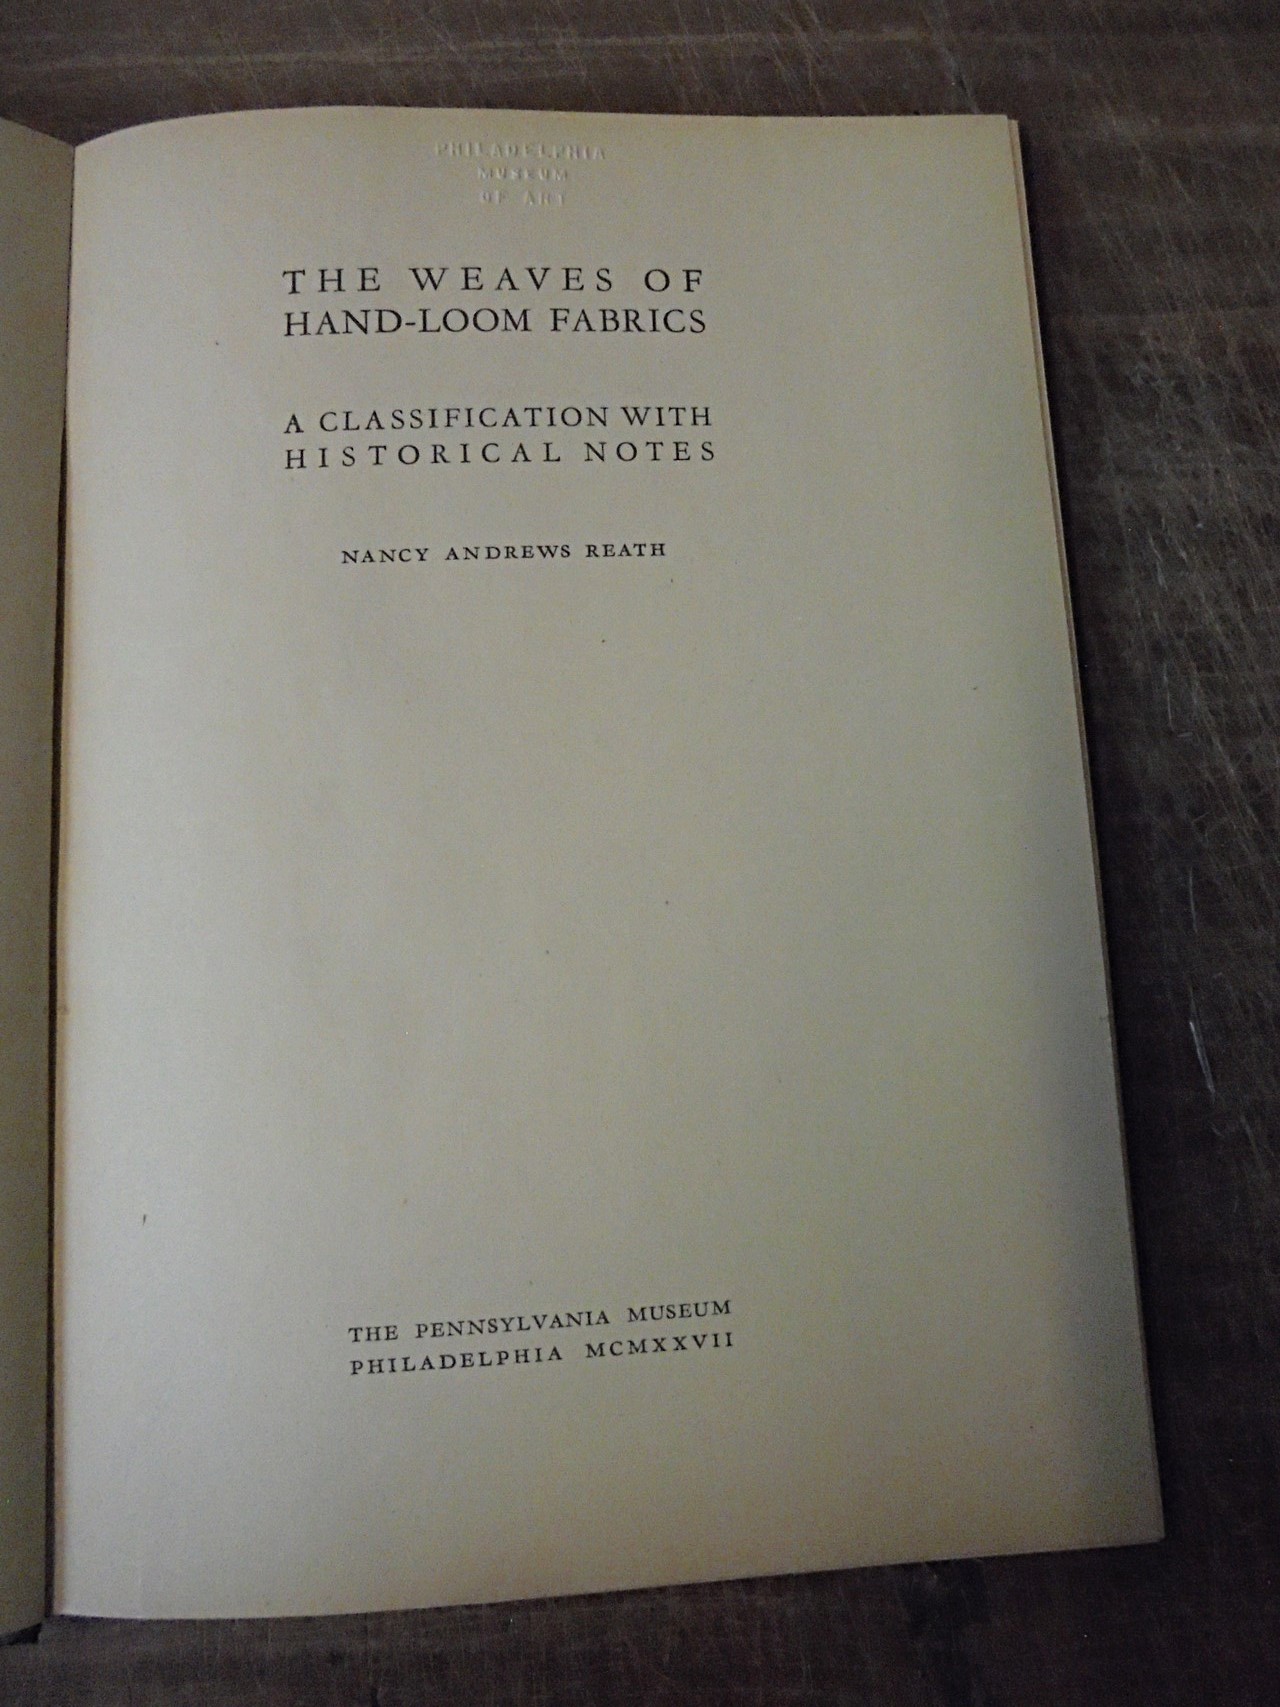 PHILADELPHIA
MUSEUM
OF ART
THE WEAVES OF
HAND-LOOM FABRICS
A CLASSIFICATION WITH
HISTORICAL NOTES
NANCY ANDREWS REATH
THE PENNSYLVANIA MUSEUM
PHILADELPHIA MCMXXVII